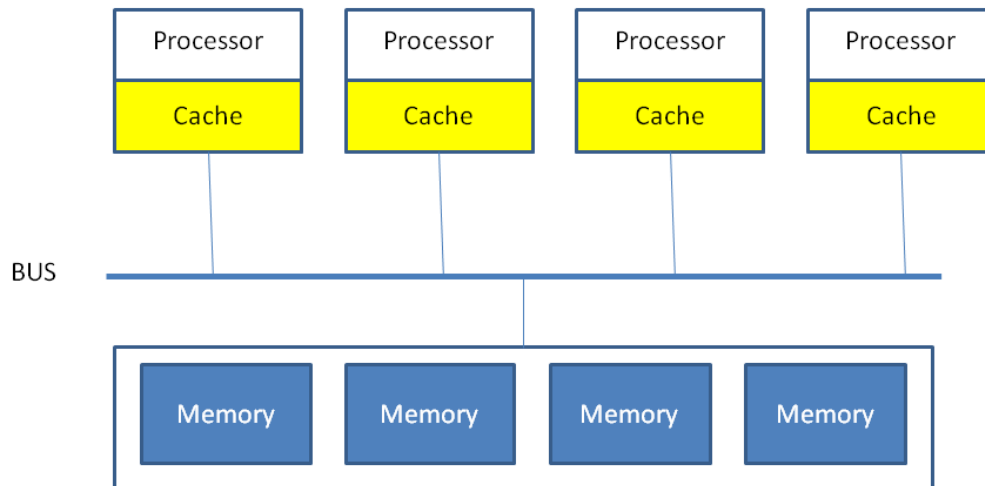 Processor Processor Processor Processor
Cache Cache Cache Cache
BUS
Memory Memory Memory Memory